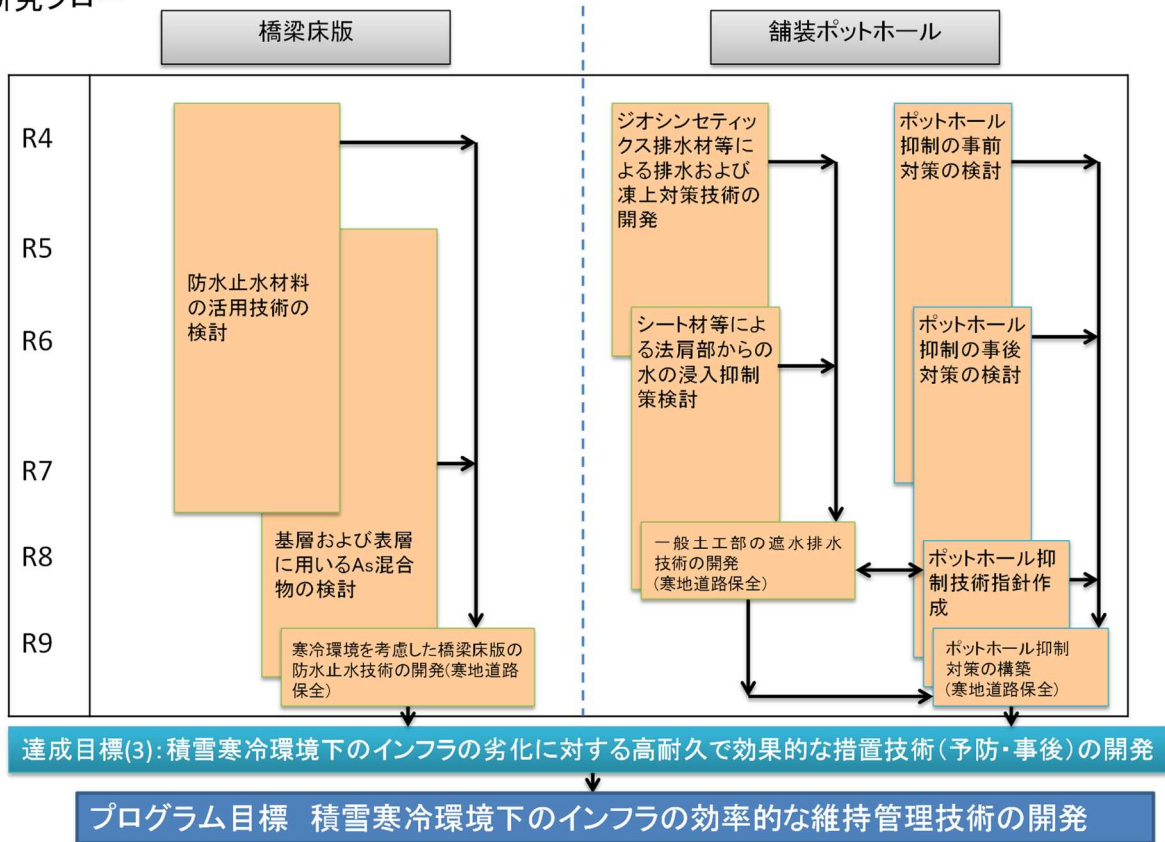 究フロー
橋梁床版
舗装ポットホール
R4
R5
R6
R7
R8
R9
防水止水材料
の活用技術の
検討
基層および表層
に用いるAs混合
物の検討
寒冷環境を考慮した橋梁床版の
防水止水技術の開発(寒地道路
保全)
ジオシンセティッ
クス排水材等に
よる排水および
凍上対策技術の
開発
シート材等によ
る法肩部からの
水の浸入抑制
策検討
一般土工部の遮水排水
技術の開発
(寒地道路保全)
ポットホール
抑制の事前
対策の検討
ポットホール
抑制の事後
対策の検討
ポットホール抑
制技術指針作
成
ポットホール抑制
対策の構築
(寒地道路保全)
達成目標(3):積雪寒冷環境下のインフラの劣化に対する高耐久で効果的な措置技術(予防・事後)の開発
プログラム目標 積雪寒冷環境下のインフラの効率的な維持管理技術の開発